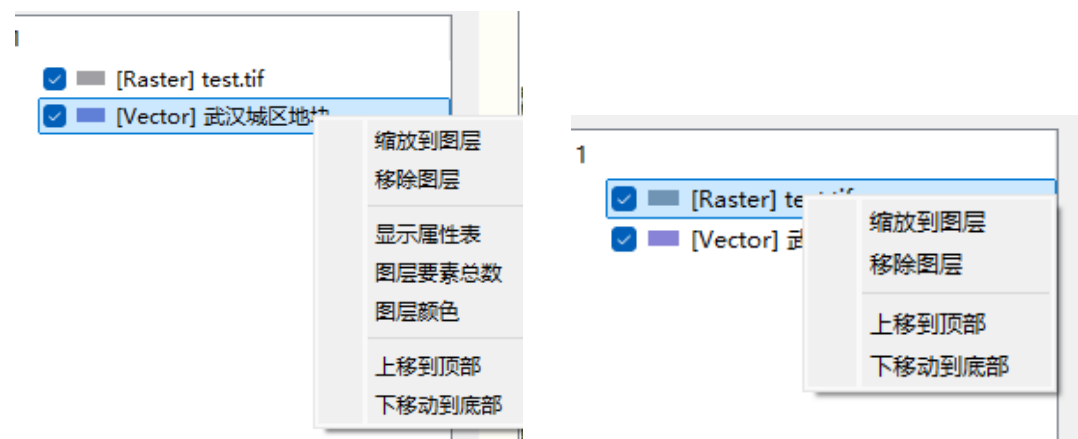 [Raster] test.tif
[Vector] 武汉城区地块
缩放到图层
移除图层
显示属性表
图层要素总数
图层颜色
上移到顶部
下移动到底部
1
[Raster]
[Vector]
缩放到图层
移除图层
上移到顶部
下移动到底部